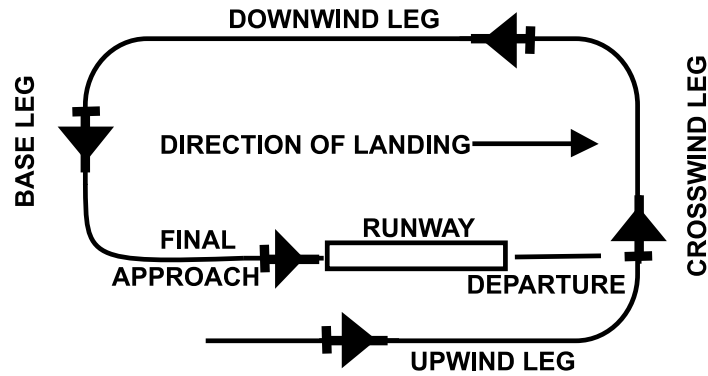 DOWNWIND LEG
BASE LEG
CROSSWIND LEG
DIRECTION OF LANDING
FINAL
APPROACH
RUNWAY
DEPARTURE
UPWIND LEG